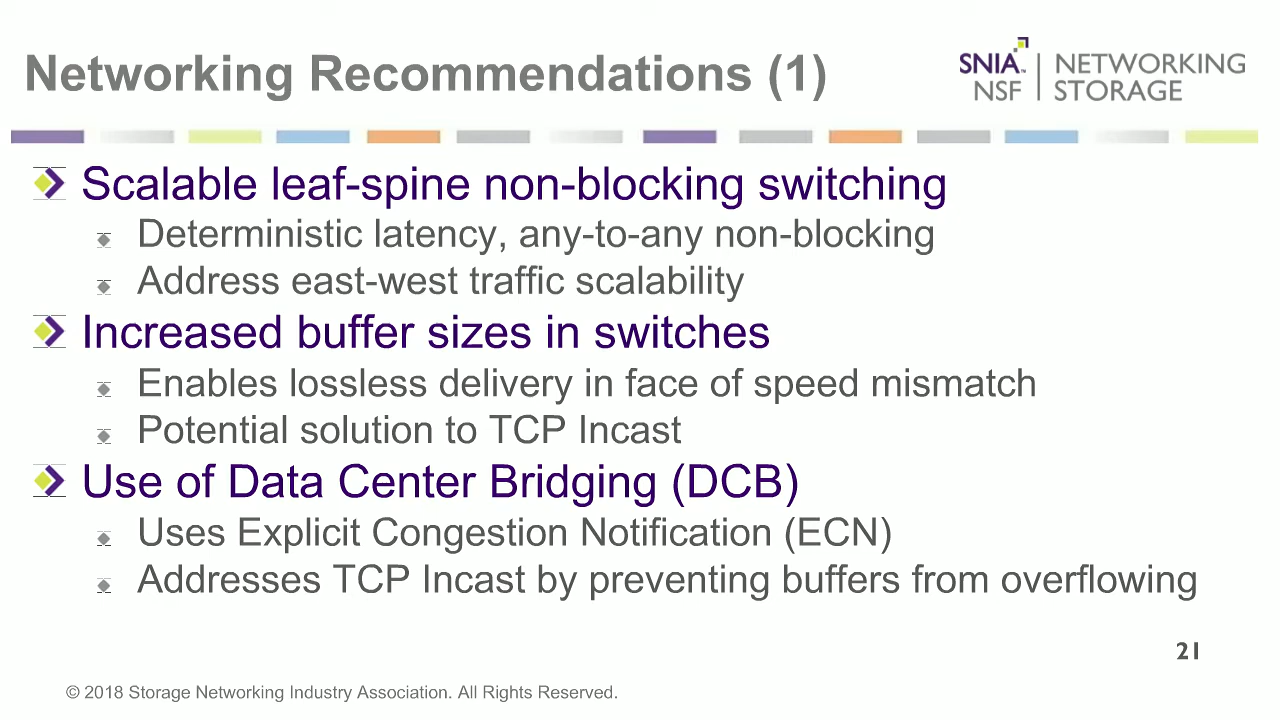 Networking Recommendations (1)
SNIA™ NSF | NETWORKING STORAGE
Scalable leaf-spine non-blocking switching
Deterministic latency, any-to-any non-blocking
Address east-west traffic scalability
Increased buffer sizes in switches
Enables lossless delivery in face of speed mismatch
Potential solution to TCP Incast
Use of Data Center Bridging (DCB)
Uses Explicit Congestion Notification (ECN)
Addresses TCP Incast by preventing buffers from overflowing
21
© 2018 Storage Networking Industry Association. All Rights Reserved.